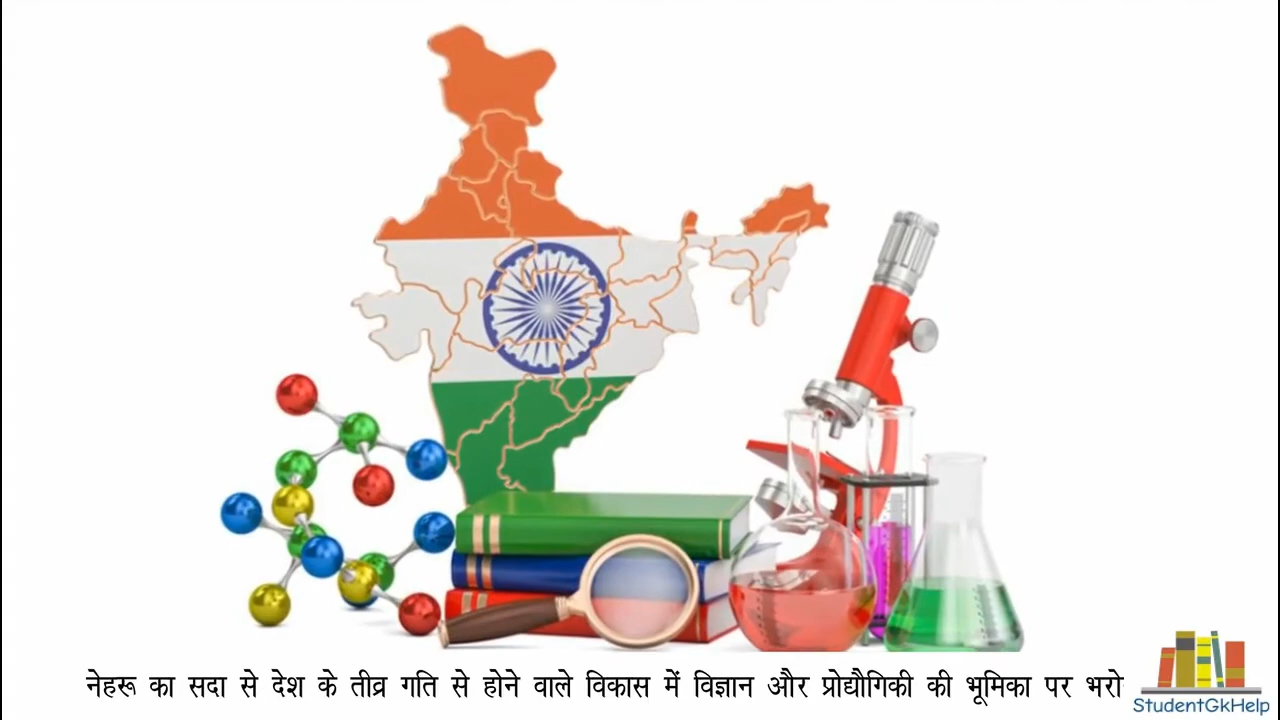 नेहरू का सदा से देश के तीव्र गति से होने वाले विकास में विज्ञान और प्रोद्यौगिकी की भूमिका पर भरो
StudentGkHelp